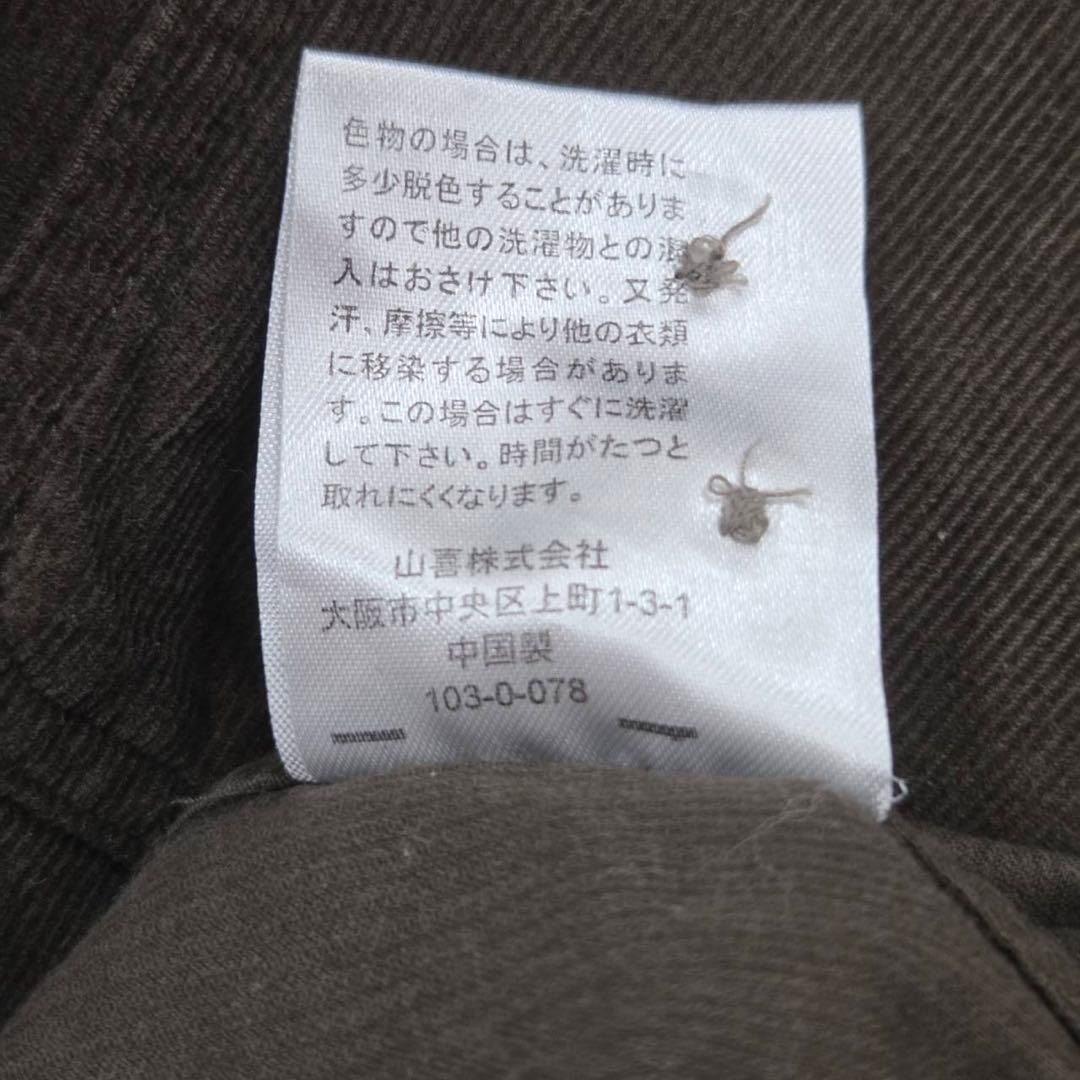 色物の場合は、洗濯時に
多少脱色することがありま
すので他の洗濯物との混
入はおさけ下さい。又発
汗、摩擦等により他の衣類
に移染する場合がありま
す。この場合はすぐに洗濯
して下さい。時間がたつと
取れにくくなります。
山喜株式会社
大阪市中央区上町1-3-1
中国製
103-0-078